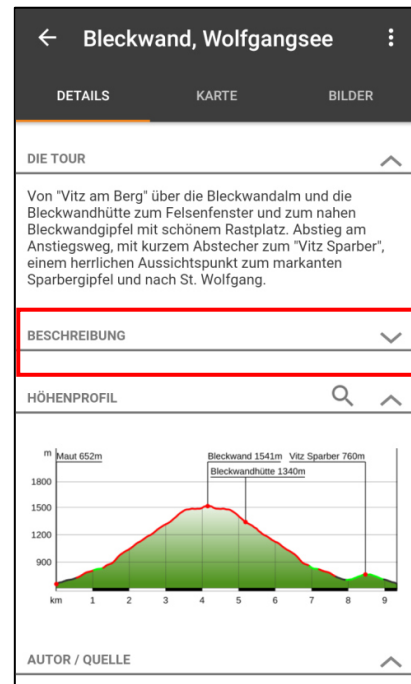 Bleckwand, Wolfgangsee
DETAILS KARTE BILDER
DIE TOUR
Von "Vitz am Berg" über die Bleckwandalm und die
Bleckwandhütte zum Felsenfenster und zum nahen
Bleckwandgipfel mit schönem Rastplatz. Abstieg am
Anstiegsweg, mit kurzem Abstecher zum "Vitz Sparber",
einem herrlichen Aussichtspunkt zum markanten
Sparbergipfel und nach St. Wolfgang.
BESCHREIBUNG
HÖHENPROFIL
m Maut 652m Bleckwand 1541m Vitz Sparber 760m
Bleckwandhütte 1340m
1800
1500
1200
900
km 1 2 3 4 5 6 7 8 9
AUTOR / QUELLE